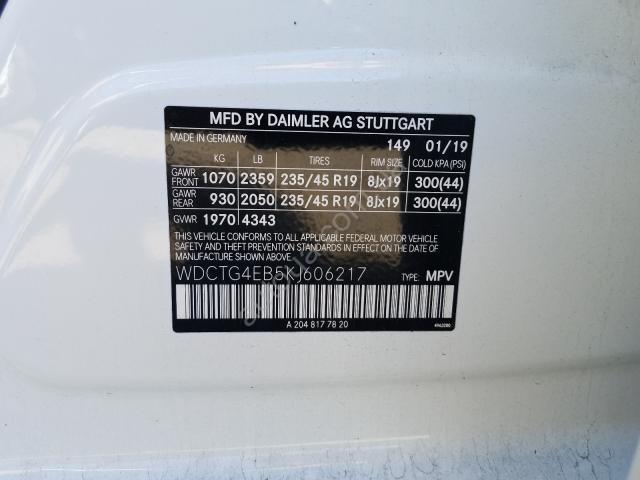 MFD BY DAIMLER AG STUTTGART
MADE IN GERMANY 149 01/19
KG LB TIRES RIM SIZE COLD KPA (PSI)
GAWR FRONT 1070 2359 235/45 R19 8Jx19 300(44)
GAWR REAR 930 2050 235/45 R19 8Jx19 300(44)
GVWR 1970 4343
THIS VEHICLE CONFORMS TO ALL APPLICABLE FEDERAL MOTOR VEHICLE
SAFETY, BUMPER, AND THEFT PREVENTION STANDARDS IN EFFECT ON THE
DATE OF MANUFACTURE SHOWN ABOVE.
WDCTG4EB5KJ606217 TYPE: MPV
A 204 817 78 20